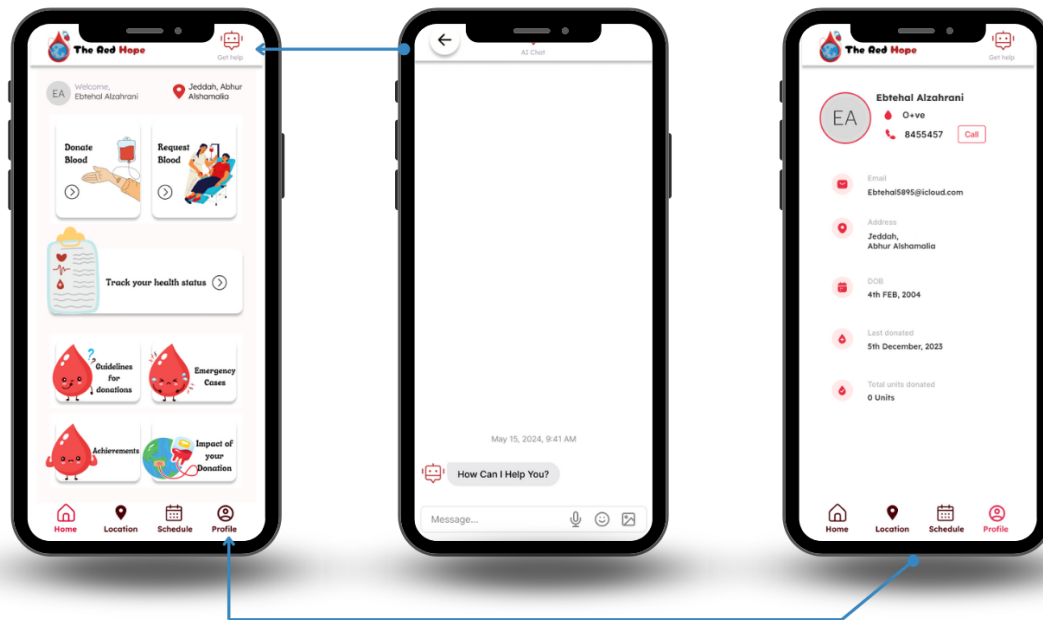 The Red Hope
Get help
EA
Welcome,
Ebtehal Alzahrani
Jeddah, Abhur
Alshamalia
Donate
Blood
Request
Blood
Track your health status
Guidelines
for
donations
Emergency
Cases
Achievements
Impact of
your
Donation
Home
Location
Schedule
Profile
AI Chat
May 15, 2024, 9:41 AM
How Can I Help You?
Message...
The Red Hope
Get help
EA
Ebtehal Alzahrani
O+ve
8455457
Call
Email
Ebtehal5895@icloud.com
Address
Jeddah,
Abhur Alshamalia
DOB
4th FEB, 2004
Last donated
5th December, 2023
Total units donated
0 Units
Home
Location
Schedule
Profile